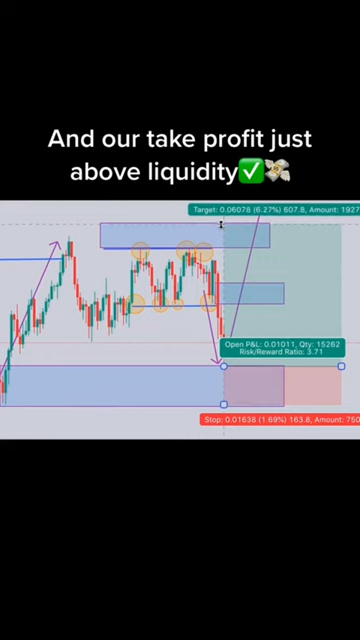 And our take profit just
above liquidity✅💸
Target: 0.06078 (6.27%) 607.8, Amount: 1927
Open P&L: 0.01011, Qty: 15262
Risk/Reward Ratio: 3.71
Stop: 0.01638 (1.69%) 163.8, Amount: 750